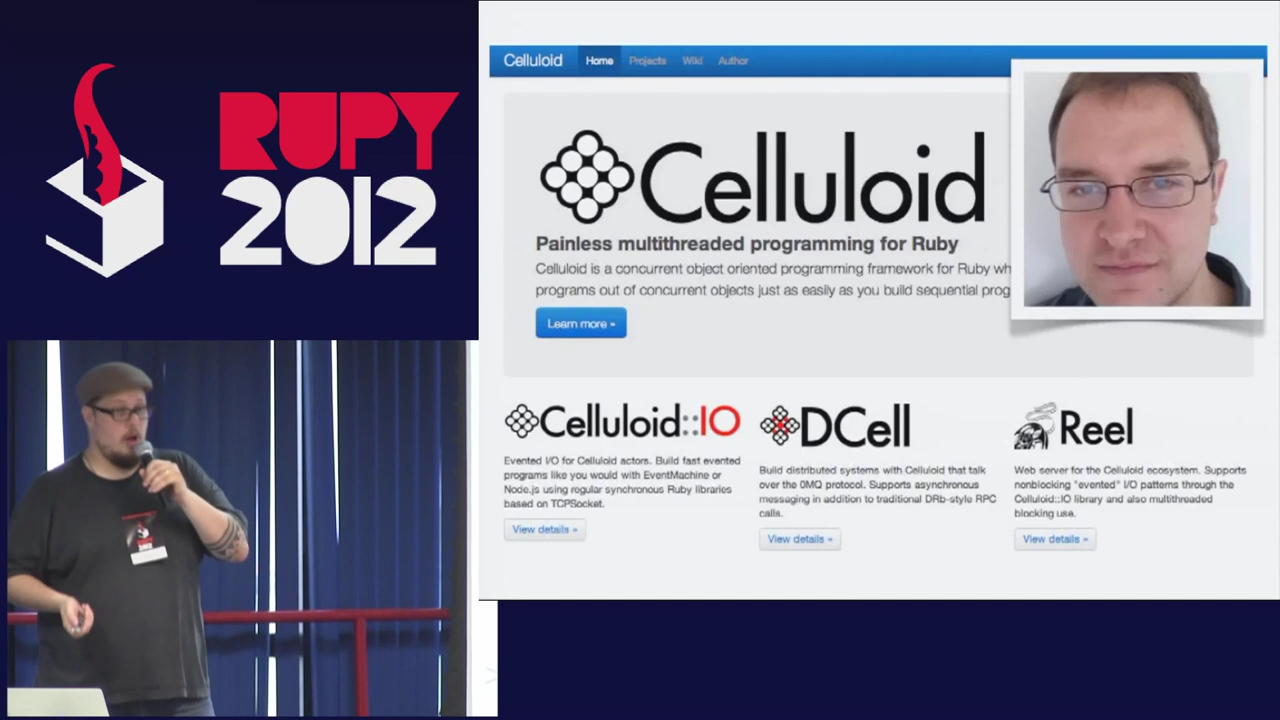 RUPY
2012
Celluloid Home Projects Wiki Author
Celluloid
Painless multithreaded programming for Ruby
Celluloid is a concurrent object oriented programming framework for Ruby wh
programs out of concurrent objects just as easily as you build sequential prog
Learn more »
Celluloid::IO
Evented I/O for Celluloid actors. Build fast evented
programs like you would with EventMachine or
Node.js using regular synchronous Ruby libraries
based on TCPSocket.
View details »
DCell
Build distributed systems with Celluloid that talk
over the 0MQ protocol. Supports asynchronous
messaging in addition to traditional DRb-style RPC
calls.
View details »
Reel
Web server for the Celluloid ecosystem. Supports
nonblocking "evented" I/O patterns through the
Celluloid::IO library and also multithreaded
blocking use.
View details »